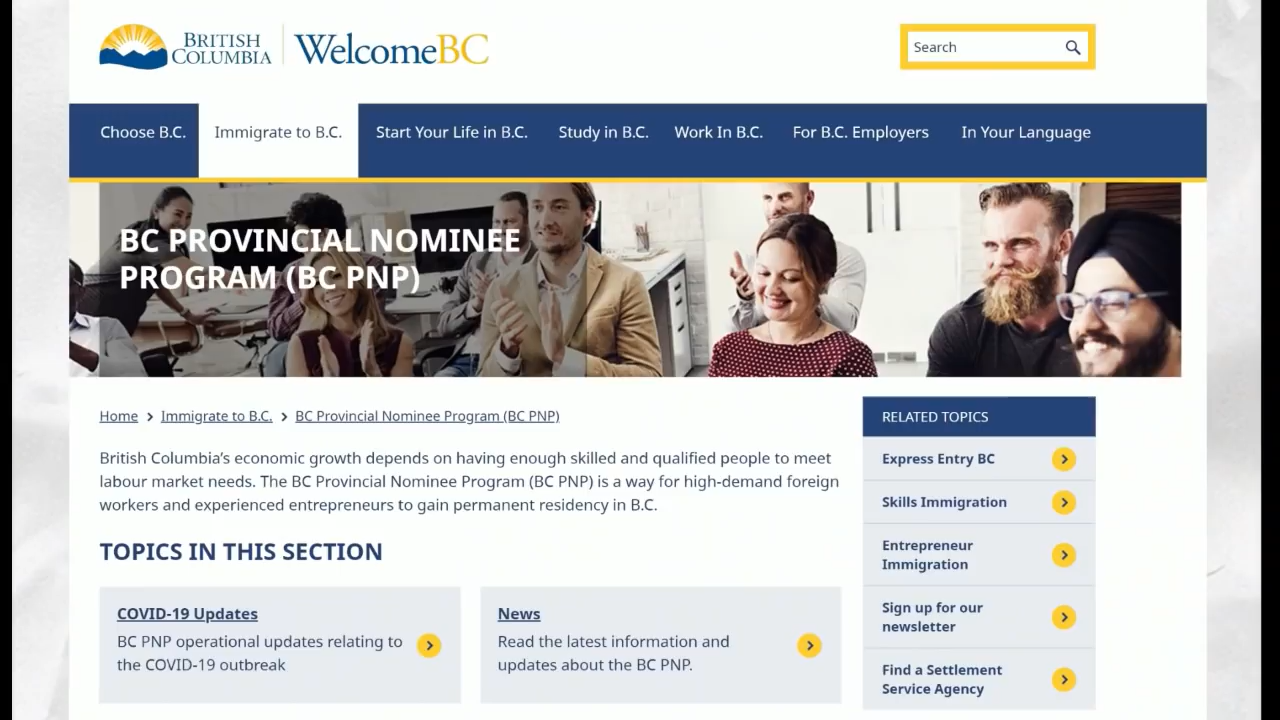 BRITISH
COLUMBIA
WelcomeBC
Search
Choose B.C.
Immigrate to B.C.
Start Your Life in B.C.
Study in B.C.
Work In B.C.
For B.C. Employers
In Your Language
BC PROVINCIAL NOMINEE
PROGRAM (BC PNP)
Home > Immigrate to B.C. > BC Provincial Nominee Program (BC PNP)
British Columbia’s economic growth depends on having enough skilled and qualified people to meet
labour market needs. The BC Provincial Nominee Program (BC PNP) is a way for high-demand foreign
workers and experienced entrepreneurs to gain permanent residency in B.C.
TOPICS IN THIS SECTION
COVID-19 Updates
BC PNP operational updates relating to
the COVID-19 outbreak
News
Read the latest information and
updates about the BC PNP.
RELATED TOPICS
Express Entry BC
Skills Immigration
Entrepreneur
Immigration
Sign up for our
newsletter
Find a Settlement
Service Agency